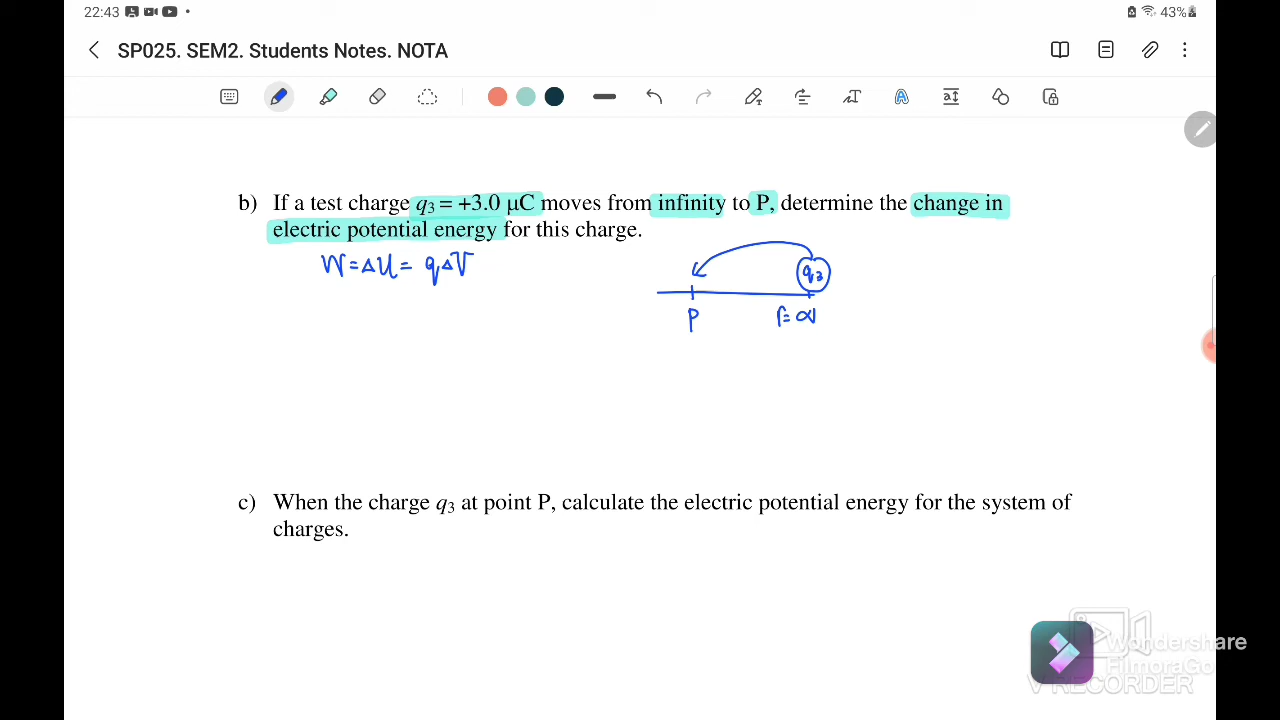 22:43
43%
SP025. SEM2. Students Notes. NOTA
b) If a test charge q₃ = +3.0 μC moves from infinity to P, determine the change in
electric potential energy for this charge.
W = ΔU = qΔV
q₃
P
r = ∞
c) When the charge q₃ at point P, calculate the electric potential energy for the system of
charges.
Wondershare
FilmoraGo
V RECORDER